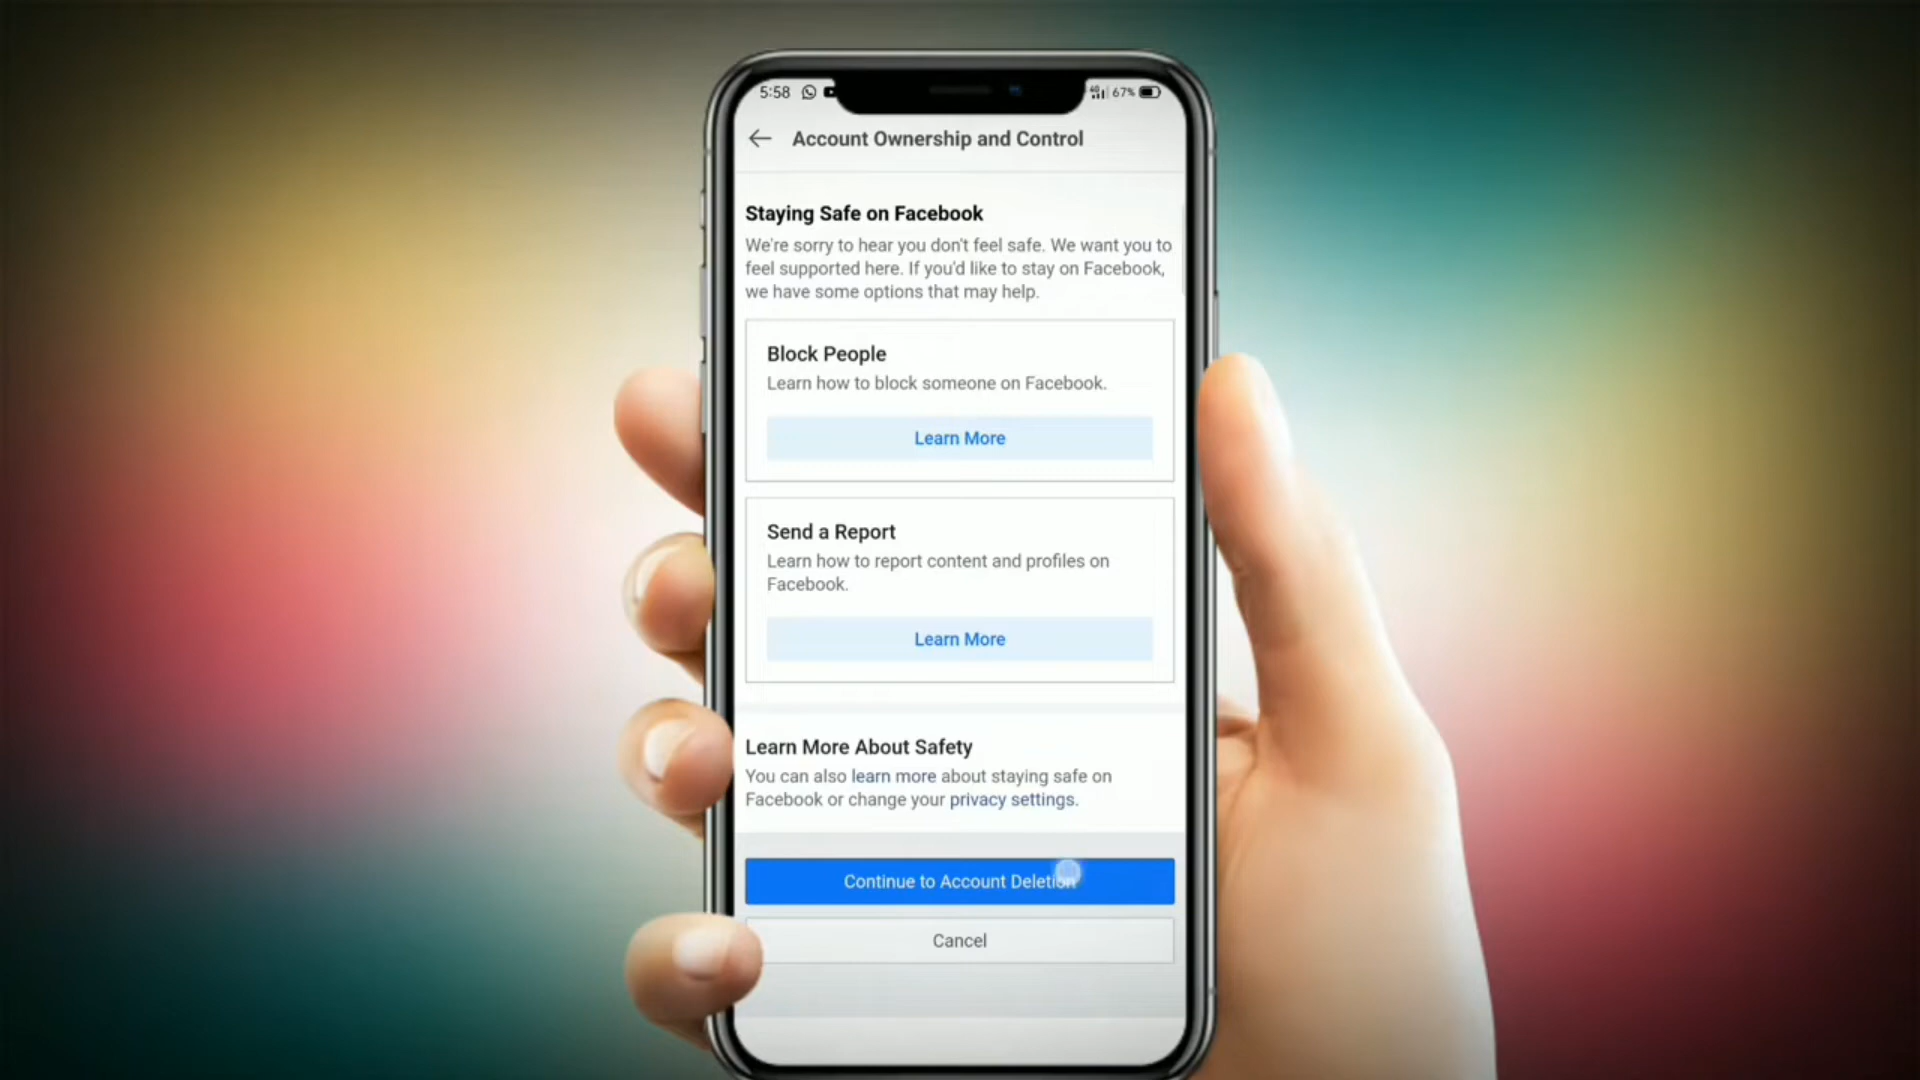 5:58
4G 67%
Account Ownership and Control
Staying Safe on Facebook
We're sorry to hear you don't feel safe. We want you to
feel supported here. If you'd like to stay on Facebook,
we have some options that may help.
Block People
Learn how to block someone on Facebook.
Learn More
Send a Report
Learn how to report content and profiles on
Facebook.
Learn More
Learn More About Safety
You can also learn more about staying safe on
Facebook or change your privacy settings.
Continue to Account Deletion
Cancel